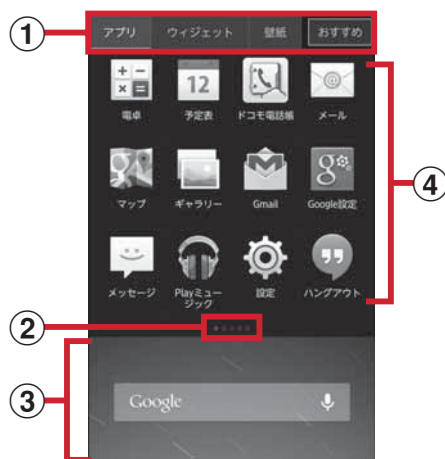 ① アプリ ウィジェット 壁紙 おすすめ
12
電卓 予定表 ドコモ電話帳 メール
④
g
マップ ギャラリー Gmail Google設定
メッセージ Playミュージック 設定 ハングアウト
②
③
Google